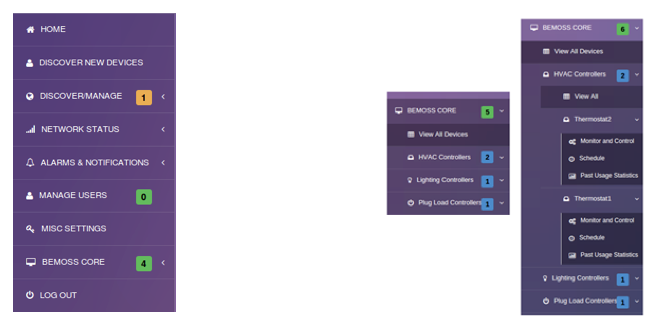 HOME
DISCOVER NEW DEVICES
DISCOVER/MANAGE 1
NETWORK STATUS
ALARMS & NOTIFICATIONS
MANAGE USERS 0
MISC SETTINGS
BEMOSS CORE 4
LOG OUT
BEMOSS CORE 5
View All Devices
HVAC Controllers 2
Lighting Controllers 1
Plug Load Controllers 1
BEMOSS CORE 6
View All Devices
HVAC Controllers 2
View All
Thermostat2
Monitor and Control
Schedule
Past Usage Statistics
Thermostat1
Monitor and Control
Schedule
Past Usage Statistics
Lighting Controllers 1
Plug Load Controllers 1